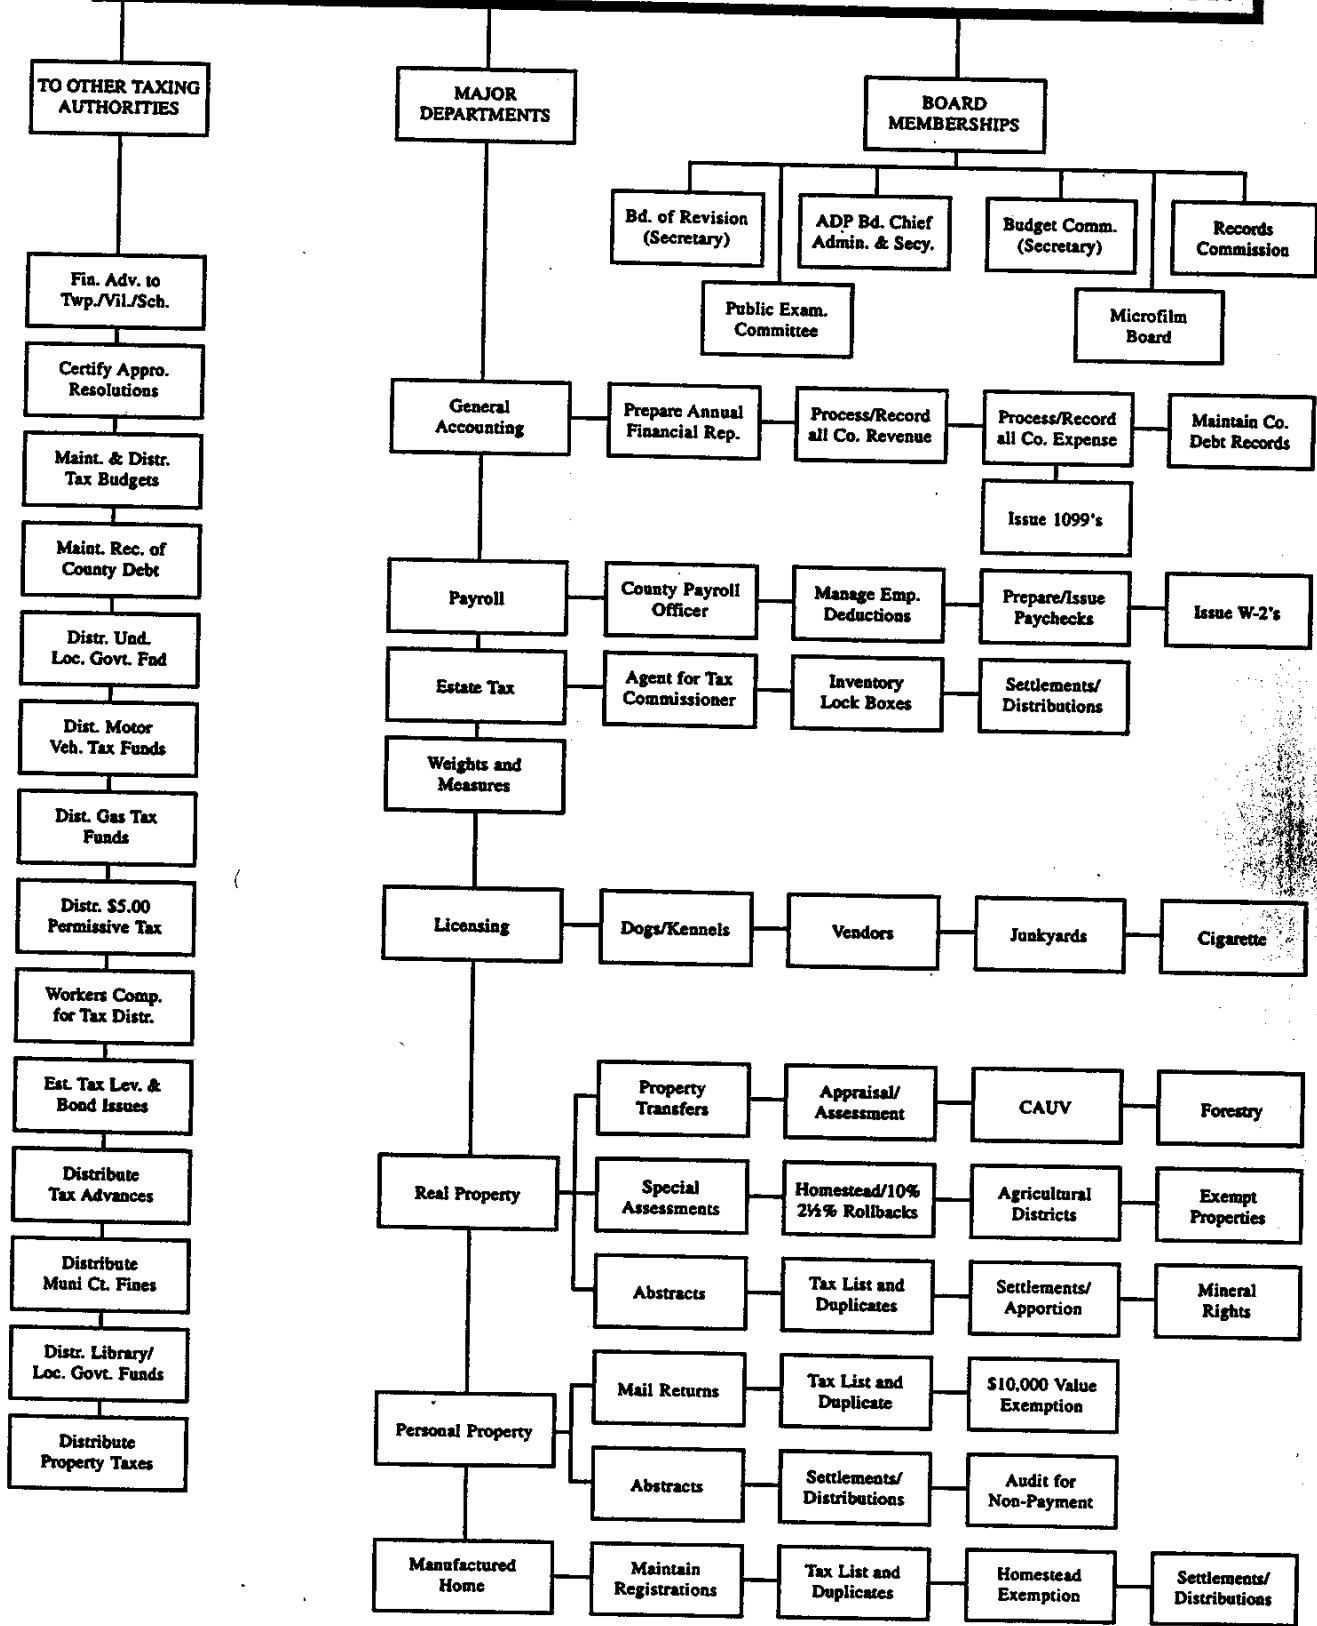 TO OTHER TAXING
AUTHORITIES
MAJOR
DEPARTMENTS
BOARD
MEMBERSHIPS
Bd. of Revision
(Secretary)
ADP Bd. Chief
Admin. & Secy.
Budget Comm.
(Secretary)
Records
Commission
Public Exam.
Committee
Microfilm
Board
Fin. Adv. to
Twp./Vil./Sch.
Certify Appro.
Resolutions
Maint. & Distr.
Tax Budgets
Maint. Rec. of
County Debt
Distr. Und.
Loc. Govt. Fnd
Dist. Motor
Veh. Tax Funds
Dist. Gas Tax
Funds
Distr. $5.00
Permissive Tax
Workers Comp.
for Tax Distr.
Est. Tax Lev. &
Bond Issues
Distribute
Tax Advances
Distribute
Muni Ct. Fines
Distr. Library/
Loc. Govt. Funds
Distribute
Property Taxes
General
Accounting
Prepare Annual
Financial Rep.
Process/Record
all Co. Revenue
Process/Record
all Co. Expense
Maintain Co.
Debt Records
Issue 1099's
Payroll
County Payroll
Officer
Manage Emp.
Deductions
Prepare/Issue
Paychecks
Issue W-2's
Estate Tax
Agent for Tax
Commissioner
Inventory
Lock Boxes
Settlements/
Distributions
Weights and
Measures
Licensing
Dogs/Kennels
Vendors
Junkyards
Cigarette
Real Property
Property
Transfers
Appraisal/
Assessment
CAUV
Forestry
Special
Assessments
Homestead/10%
2½% Rollbacks
Agricultural
Districts
Exempt
Properties
Abstracts
Tax List and
Duplicates
Settlements/
Apportion
Mineral
Rights
Personal Property
Mail Returns
Tax List and
Duplicate
$10,000 Value
Exemption
Abstracts
Settlements/
Distributions
Audit for
Non-Payment
Manufactured
Home
Maintain
Registrations
Tax List and
Duplicates
Homestead
Exemption
Settlements/
Distributions